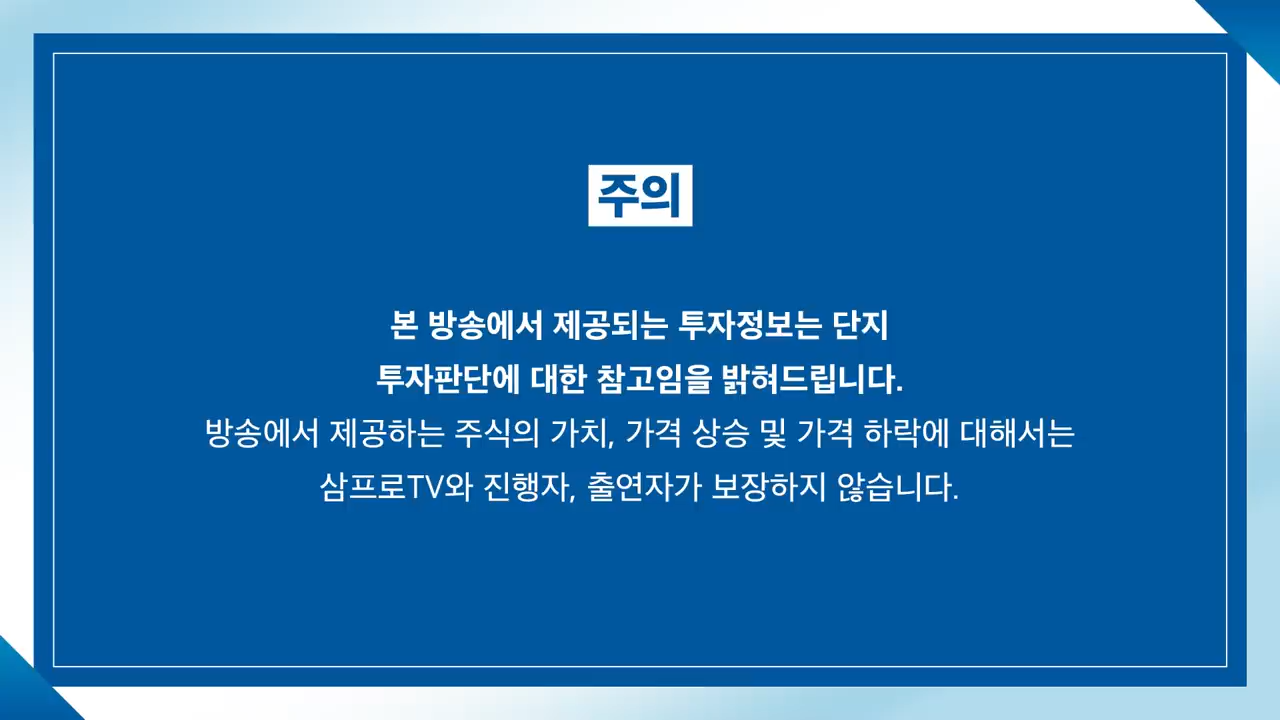 주의
본 방송에서 제공되는 투자정보는 단지
투자판단에 대한 참고임을 밝혀드립니다.
방송에서 제공하는 주식의 가치, 가격 상승 및 가격 하락에 대해서는
삼프로TV와 진행자, 출연자가 보장하지 않습니다.